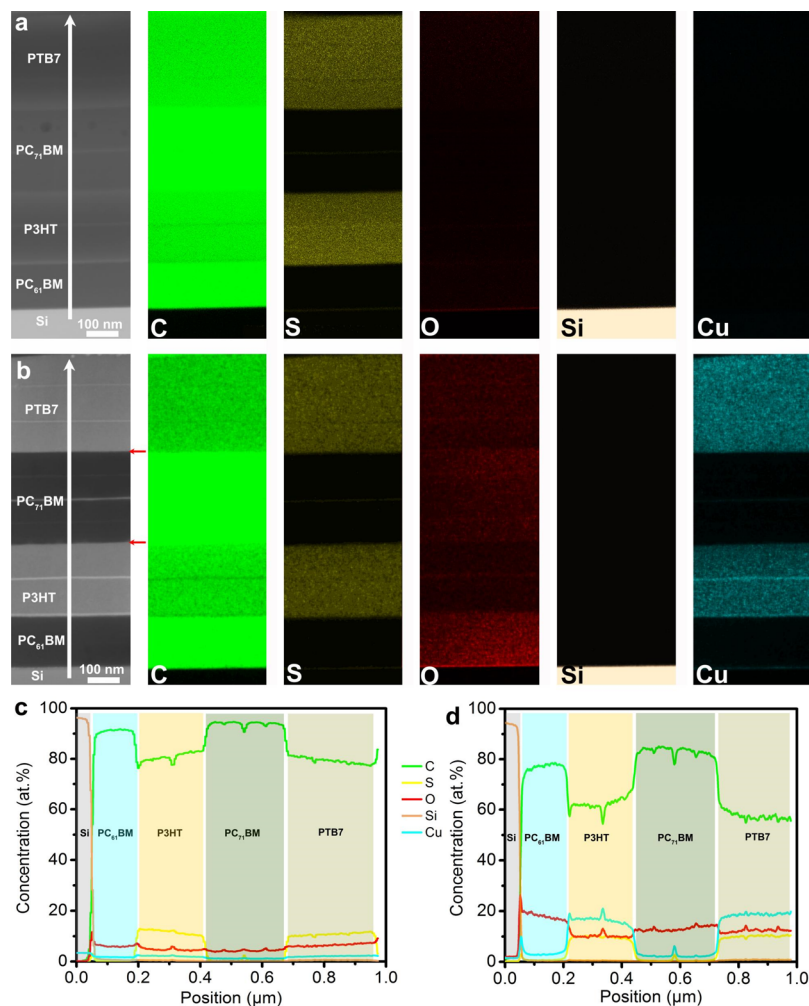 a
PTB7
PC₇₁BM
P3HT
PC₆₁BM
Si
100 nm
C
S
O
Si
Cu
b
PTB7
PC₇₁BM
P3HT
PC₆₁BM
Si
100 nm
C
S
O
Si
Cu
c
Concentration (at.%)
100
80
60
40
20
0
Si
PC₆₁BM
P3HT
PC₇₁BM
PTB7
0.0 0.2 0.4 0.6 0.8 1.0
Position (μm)
C
S
O
Si
Cu
d
Concentration (at.%)
100
80
60
40
20
0
Si
PC₆₁BM
P3HT
PC₇₁BM
PTB7
0.0 0.2 0.4 0.6 0.8 1.0
Position (μm)